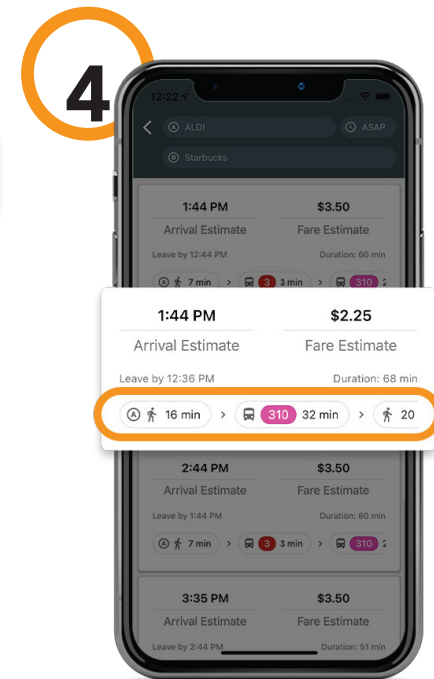 4
12:22
A ALDI ASAP
B Starbucks
1:44 PM $3.50
Arrival Estimate Fare Estimate
Leave by 12:44 PM Duration: 60 min
A 7 min > 3 3 min > 310
1:44 PM $2.25
Arrival Estimate Fare Estimate
Leave by 12:36 PM Duration: 68 min
A 16 min > 310 32 min > 20
2:44 PM $3.50
Arrival Estimate Fare Estimate
Leave by 1:44 PM Duration: 60 min
A 7 min > 3 3 min > 310
3:35 PM $3.50
Arrival Estimate Fare Estimate
Leave by 2:44 PM Duration: 51 min